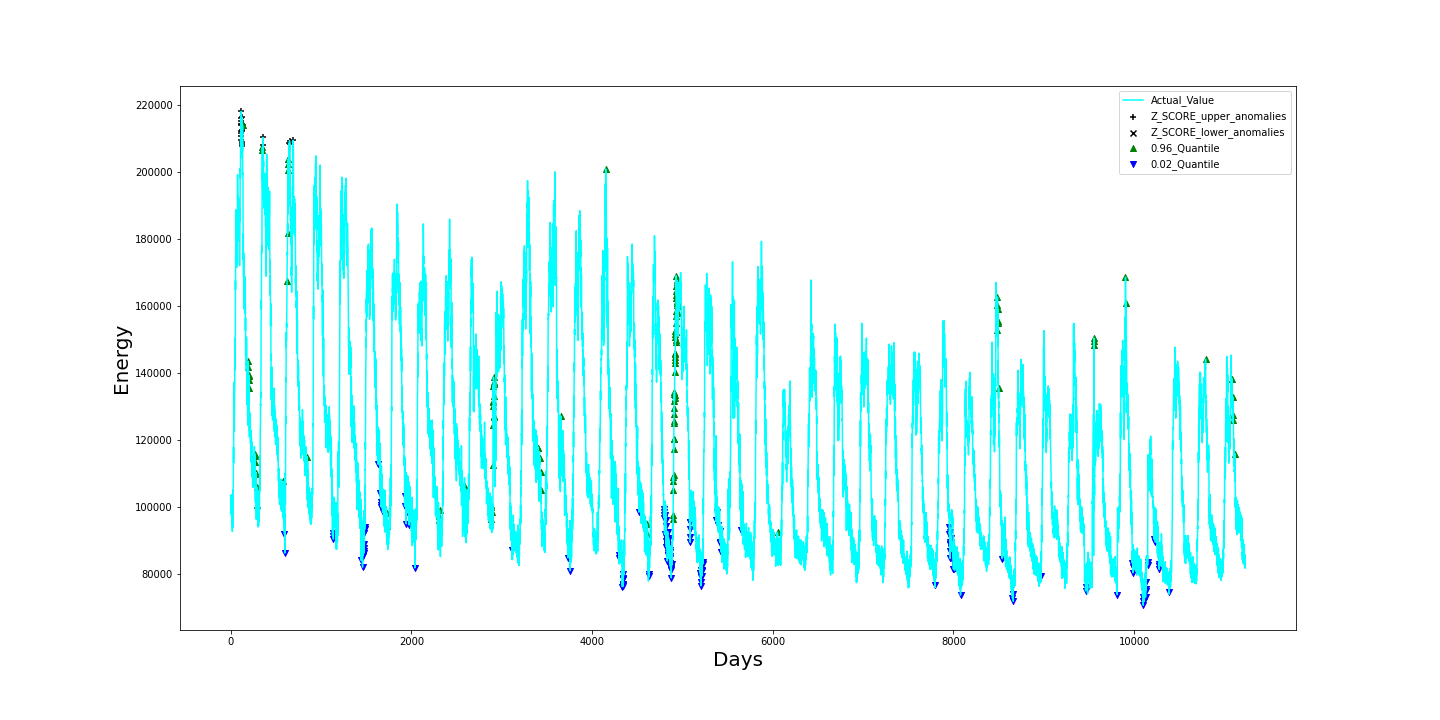 220000
200000
180000
160000
140000
120000
100000
80000
Energy
0
2000
4000
6000
8000
10000
Days
Actual_Value
Z_SCORE_upper_anomalies
Z_SCORE_lower_anomalies
0.96_Quantile
0.02_Quantile